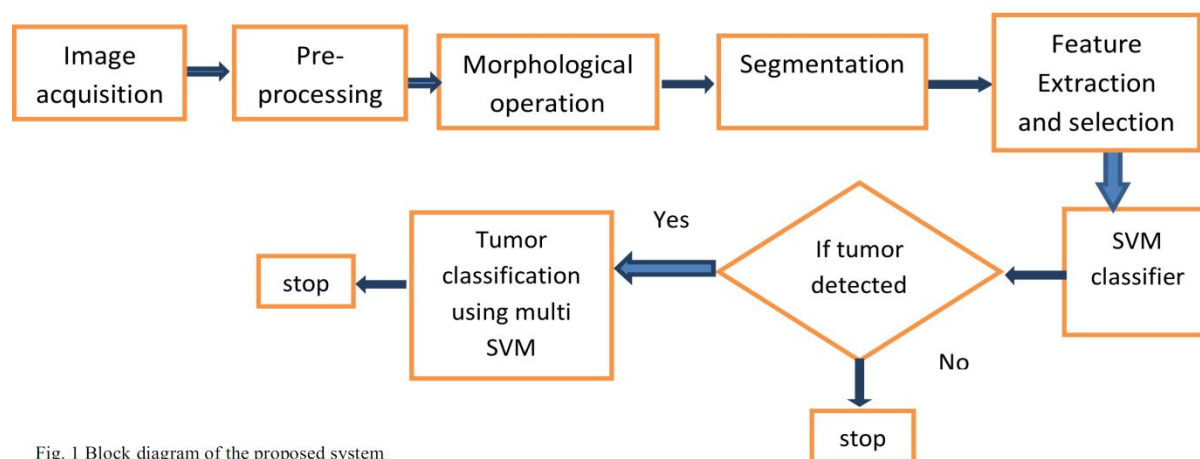 Image
acquisition
Pre-
processing
Morphological
operation
Segmentation
Feature
Extraction
and selection
SVM
classifier
If tumor
detected
Yes
No
Tumor
classification
using multi
SVM
stop
stop
Fig. 1 Block diagram of the proposed system